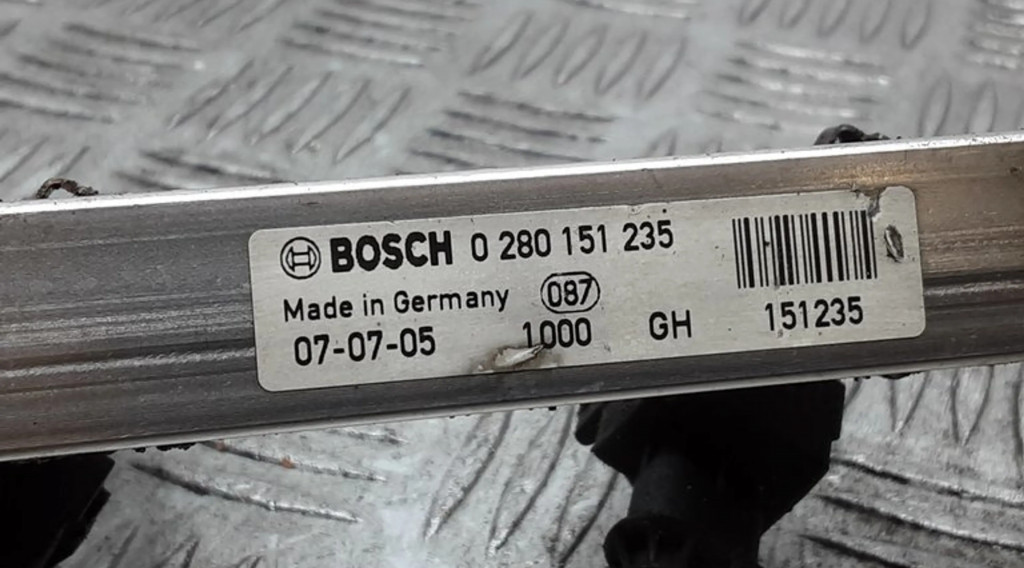 BOSCH 0 280 151 235
Made in Germany 087
07-07-05 1000 GH 151235